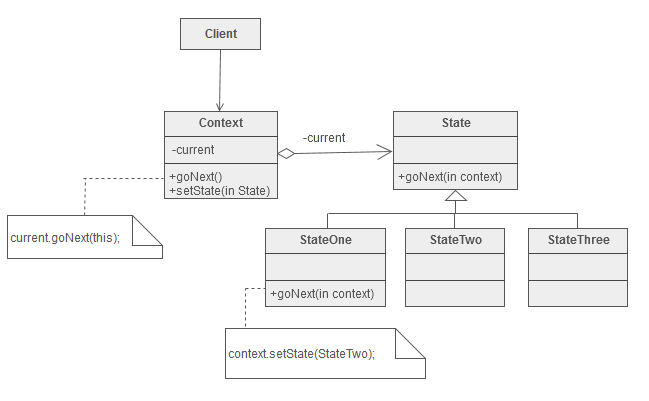 Client
Context
-current
+goNext()
+setState(in State)
-current
State
+goNext(in context)
current.goNext(this);
StateOne
+goNext(in context)
StateTwo
StateThree
context.setState(StateTwo);